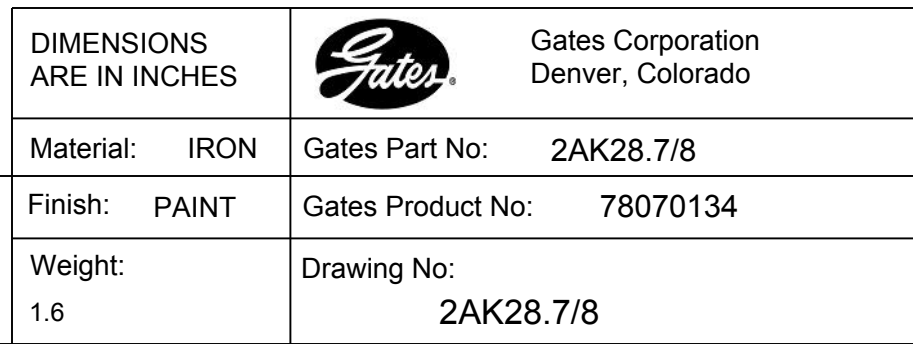 DIMENSIONS
ARE IN INCHES
Gates®
Gates Corporation
Denver, Colorado
Material: IRON
Gates Part No: 2AK28.7/8
Finish: PAINT
Gates Product No: 78070134
Weight:
1.6
Drawing No:
2AK28.7/8